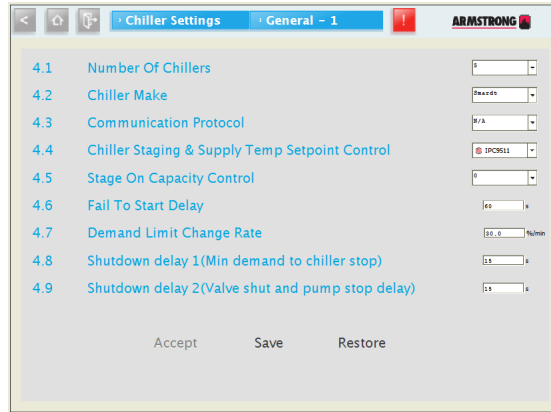 < › Chiller Settings › General – 1 ! ARMSTRONG
4.1 Number Of Chillers 5
4.2 Chiller Make Smardt
4.3 Communication Protocol N/A
4.4 Chiller Staging & Supply Temp Setpoint Control IPC9511
4.5 Stage On Capacity Control 0
4.6 Fail To Start Delay 60 s
4.7 Demand Limit Change Rate 30.0 %/min
4.8 Shutdown delay 1(Min demand to chiller stop) 15 s
4.9 Shutdown delay 2(Valve shut and pump stop delay) 15 s
Accept Save Restore